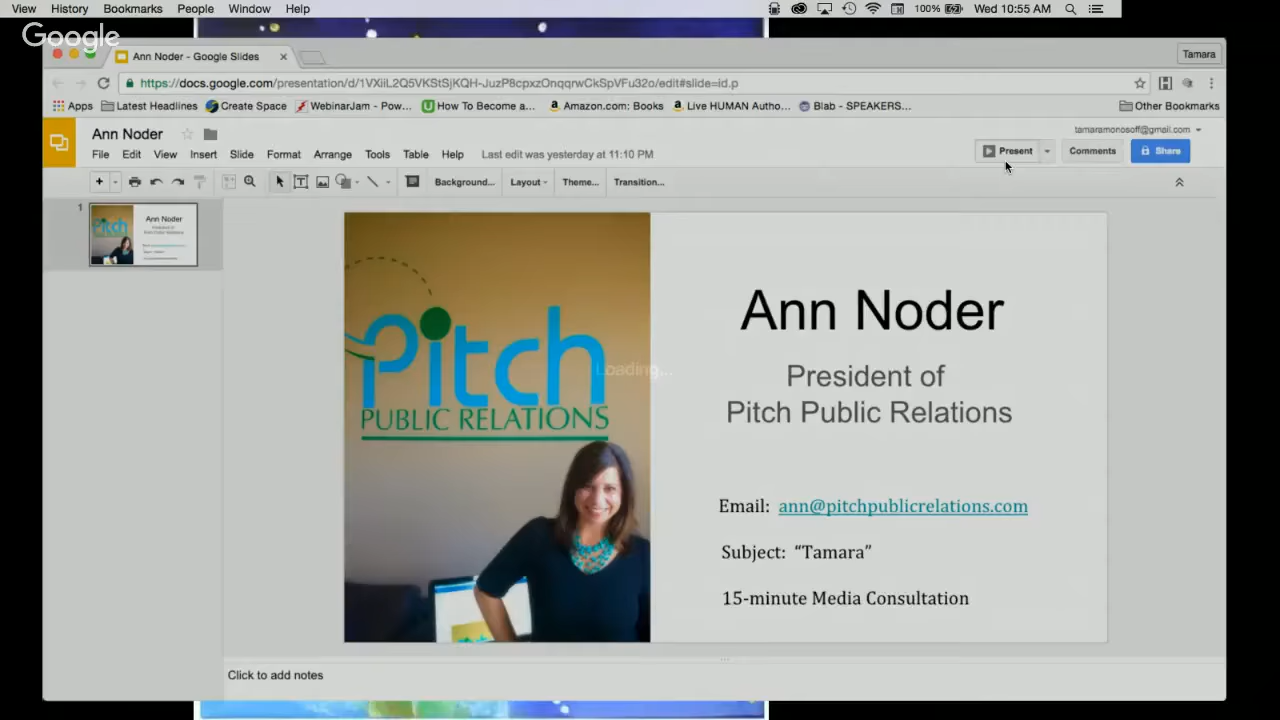 View History Bookmarks People Window Help 100% Wed 10:55 AM
Google
Ann Noder - Google Slides Tamara
https://docs.google.com/presentation/d/1VXiiL2Q5VKStSjKQH-JuzP8cpxzOnqqrwCkSpVFu32o/edit#slide=id.p
Apps Latest Headlines Create Space WebinarJam - Pow... How To Become a... Amazon.com: Books Live HUMAN Autho... Blab - SPEAKERS... Other Bookmarks
Ann Noder tamaramonosoff@gmail.com
File Edit View Insert Slide Format Arrange Tools Table Help Last edit was yesterday at 11:10 PM Present Comments Share
Background... Layout Theme... Transition...
1
Pitch
PUBLIC RELATIONS
Loading...
Ann Noder
President of
Pitch Public Relations
Email: ann@pitchpublicrelations.com
Subject: “Tamara”
15-minute Media Consultation
Click to add notes